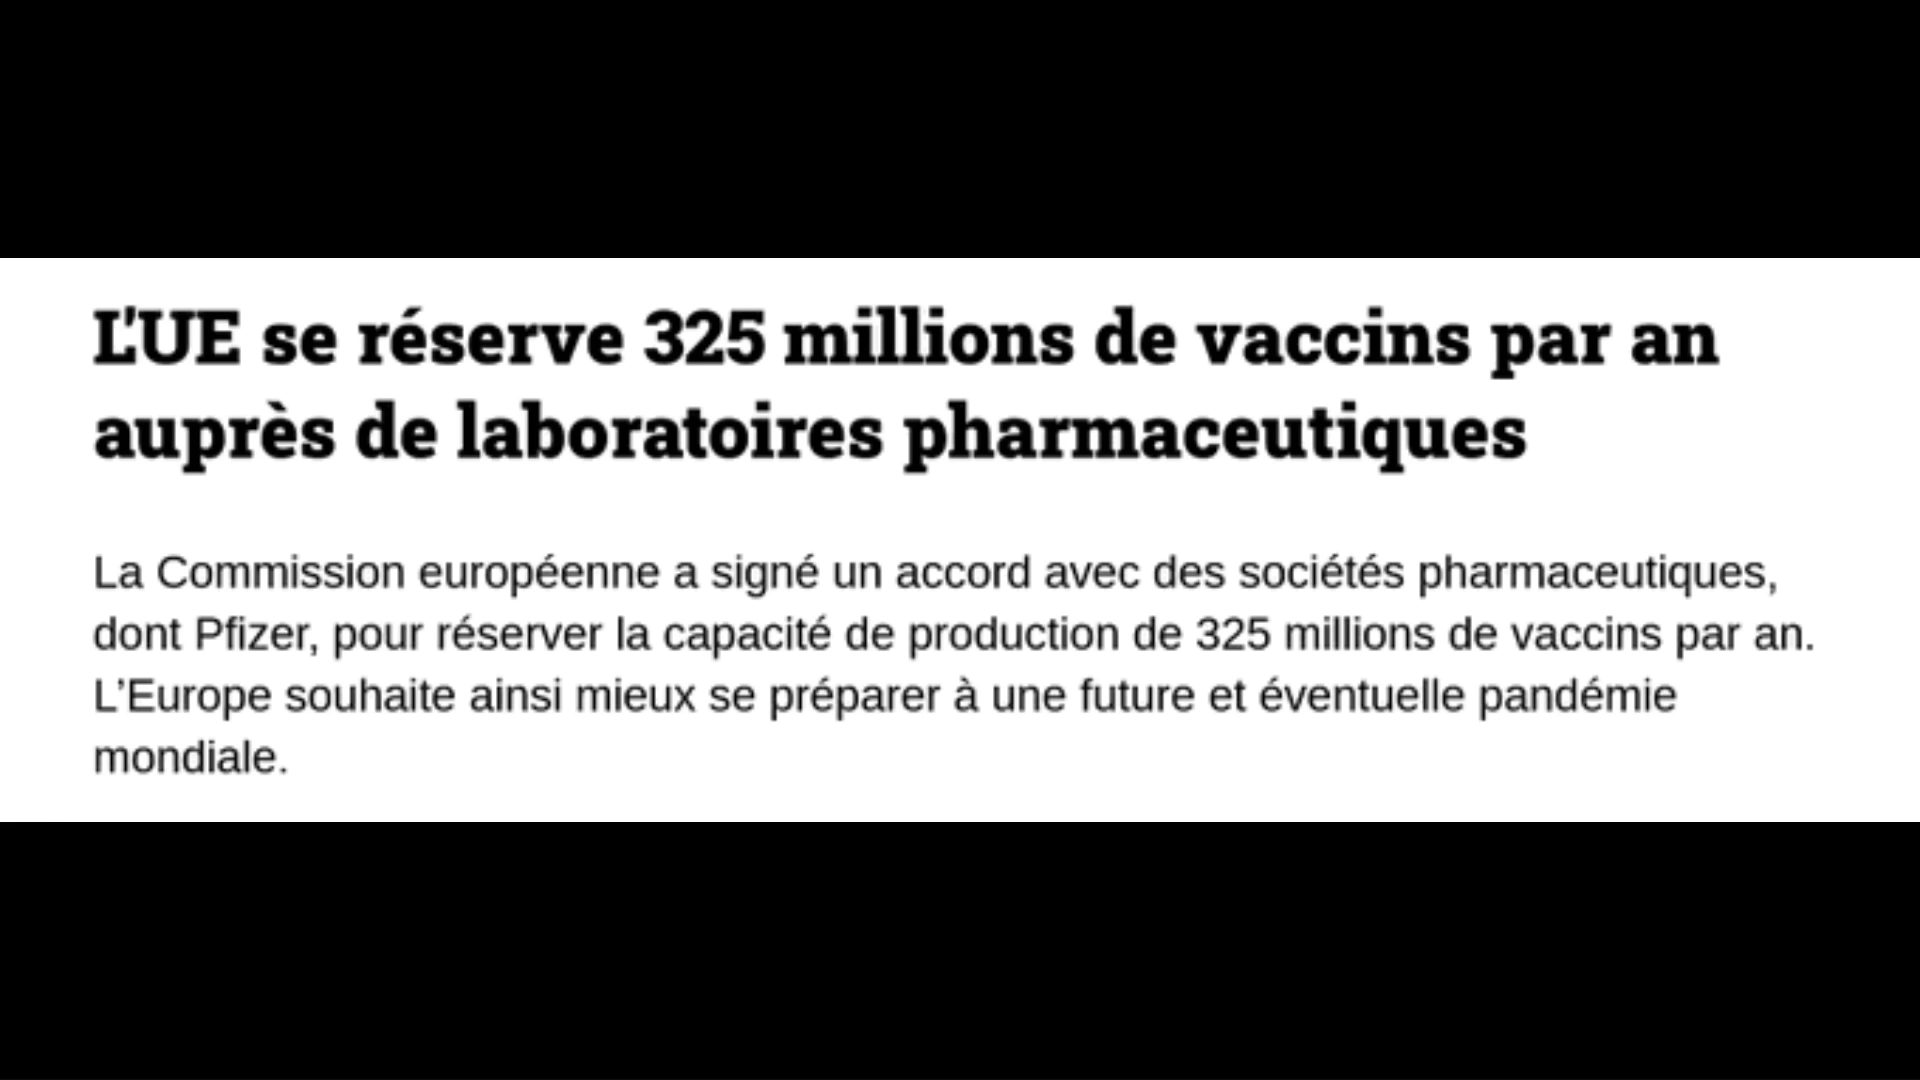 L'UE se réserve 325 millions de vaccins par an
auprès de laboratoires pharmaceutiques
La Commission européenne a signé un accord avec des sociétés pharmaceutiques,
dont Pfizer, pour réserver la capacité de production de 325 millions de vaccins par an.
L’Europe souhaite ainsi mieux se préparer à une future et éventuelle pandémie
mondiale.